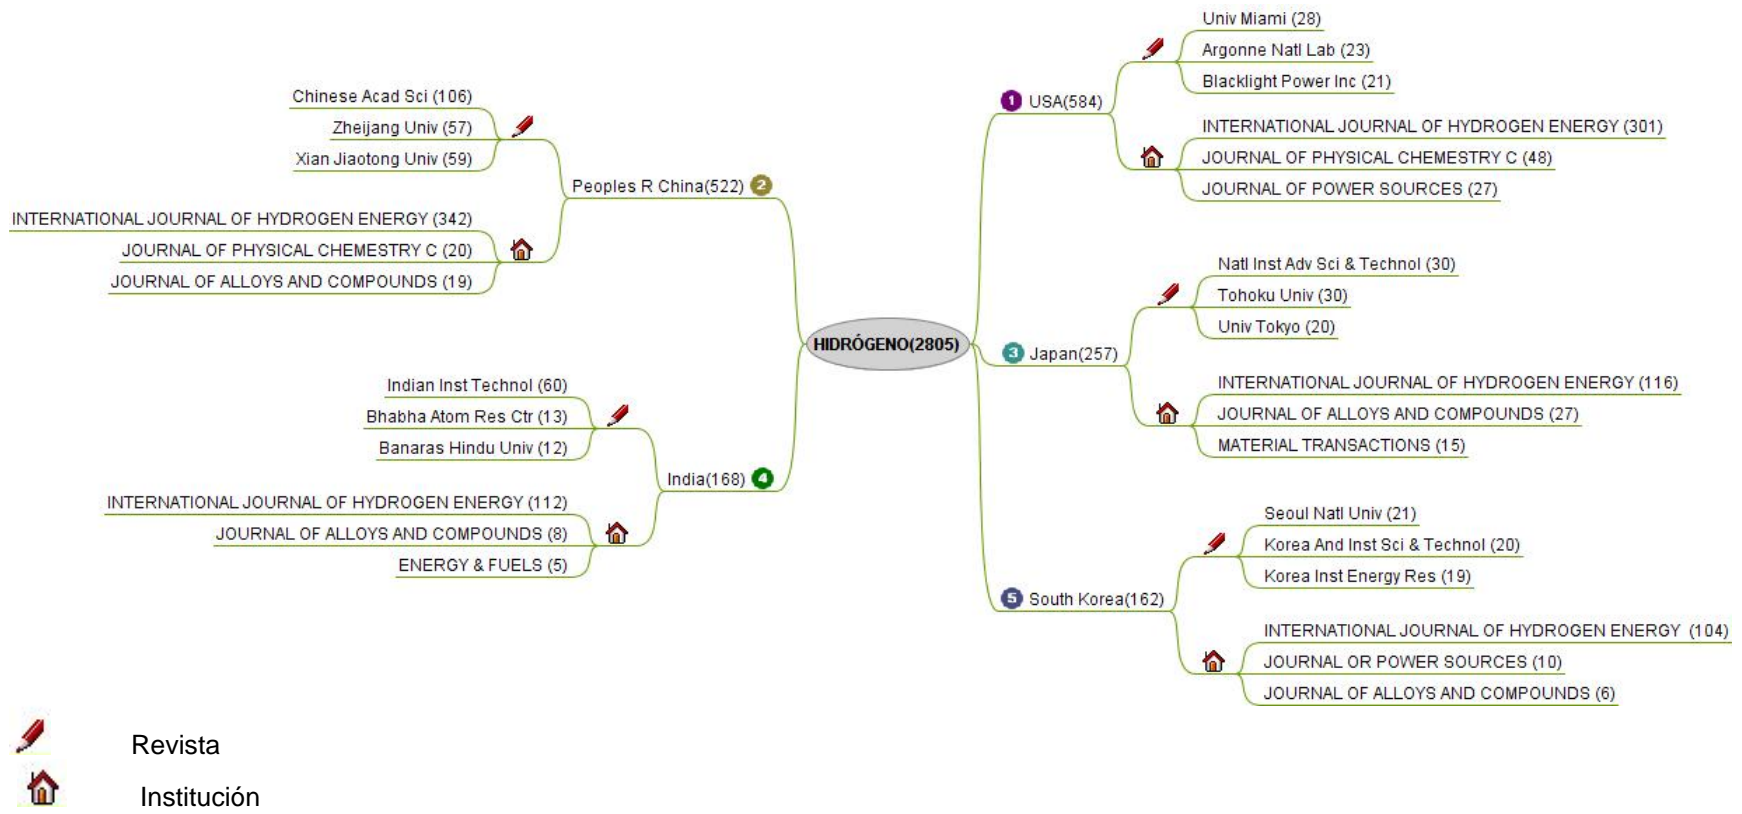 HIDRÓGENO(2805)
1 USA(584)
Univ Miami (28)
Argonne Natl Lab (23)
Blacklight Power Inc (21)
INTERNATIONAL JOURNAL OF HYDROGEN ENERGY (301)
JOURNAL OF PHYSICAL CHEMESTRY C (48)
JOURNAL OF POWER SOURCES (27)
Peoples R China(522) 2
Chinese Acad Sci (106)
Zheijang Univ (57)
Xian Jiaotong Univ (59)
INTERNATIONAL JOURNAL OF HYDROGEN ENERGY (342)
JOURNAL OF PHYSICAL CHEMESTRY C (20)
JOURNAL OF ALLOYS AND COMPOUNDS (19)
3 Japan(257)
Natl Inst Adv Sci & Technol (30)
Tohoku Univ (30)
Univ Tokyo (20)
INTERNATIONAL JOURNAL OF HYDROGEN ENERGY (116)
JOURNAL OF ALLOYS AND COMPOUNDS (27)
MATERIAL TRANSACTIONS (15)
India(168) 4
Indian Inst Technol (60)
Bhabha Atom Res Ctr (13)
Banaras Hindu Univ (12)
INTERNATIONAL JOURNAL OF HYDROGEN ENERGY (112)
JOURNAL OF ALLOYS AND COMPOUNDS (8)
ENERGY & FUELS (5)
5 South Korea(162)
Seoul Natl Univ (21)
Korea And Inst Sci & Technol (20)
Korea Inst Energy Res (19)
INTERNATIONAL JOURNAL OF HYDROGEN ENERGY (104)
JOURNAL OR POWER SOURCES (10)
JOURNAL OF ALLOYS AND COMPOUNDS (6)
Revista
Institución